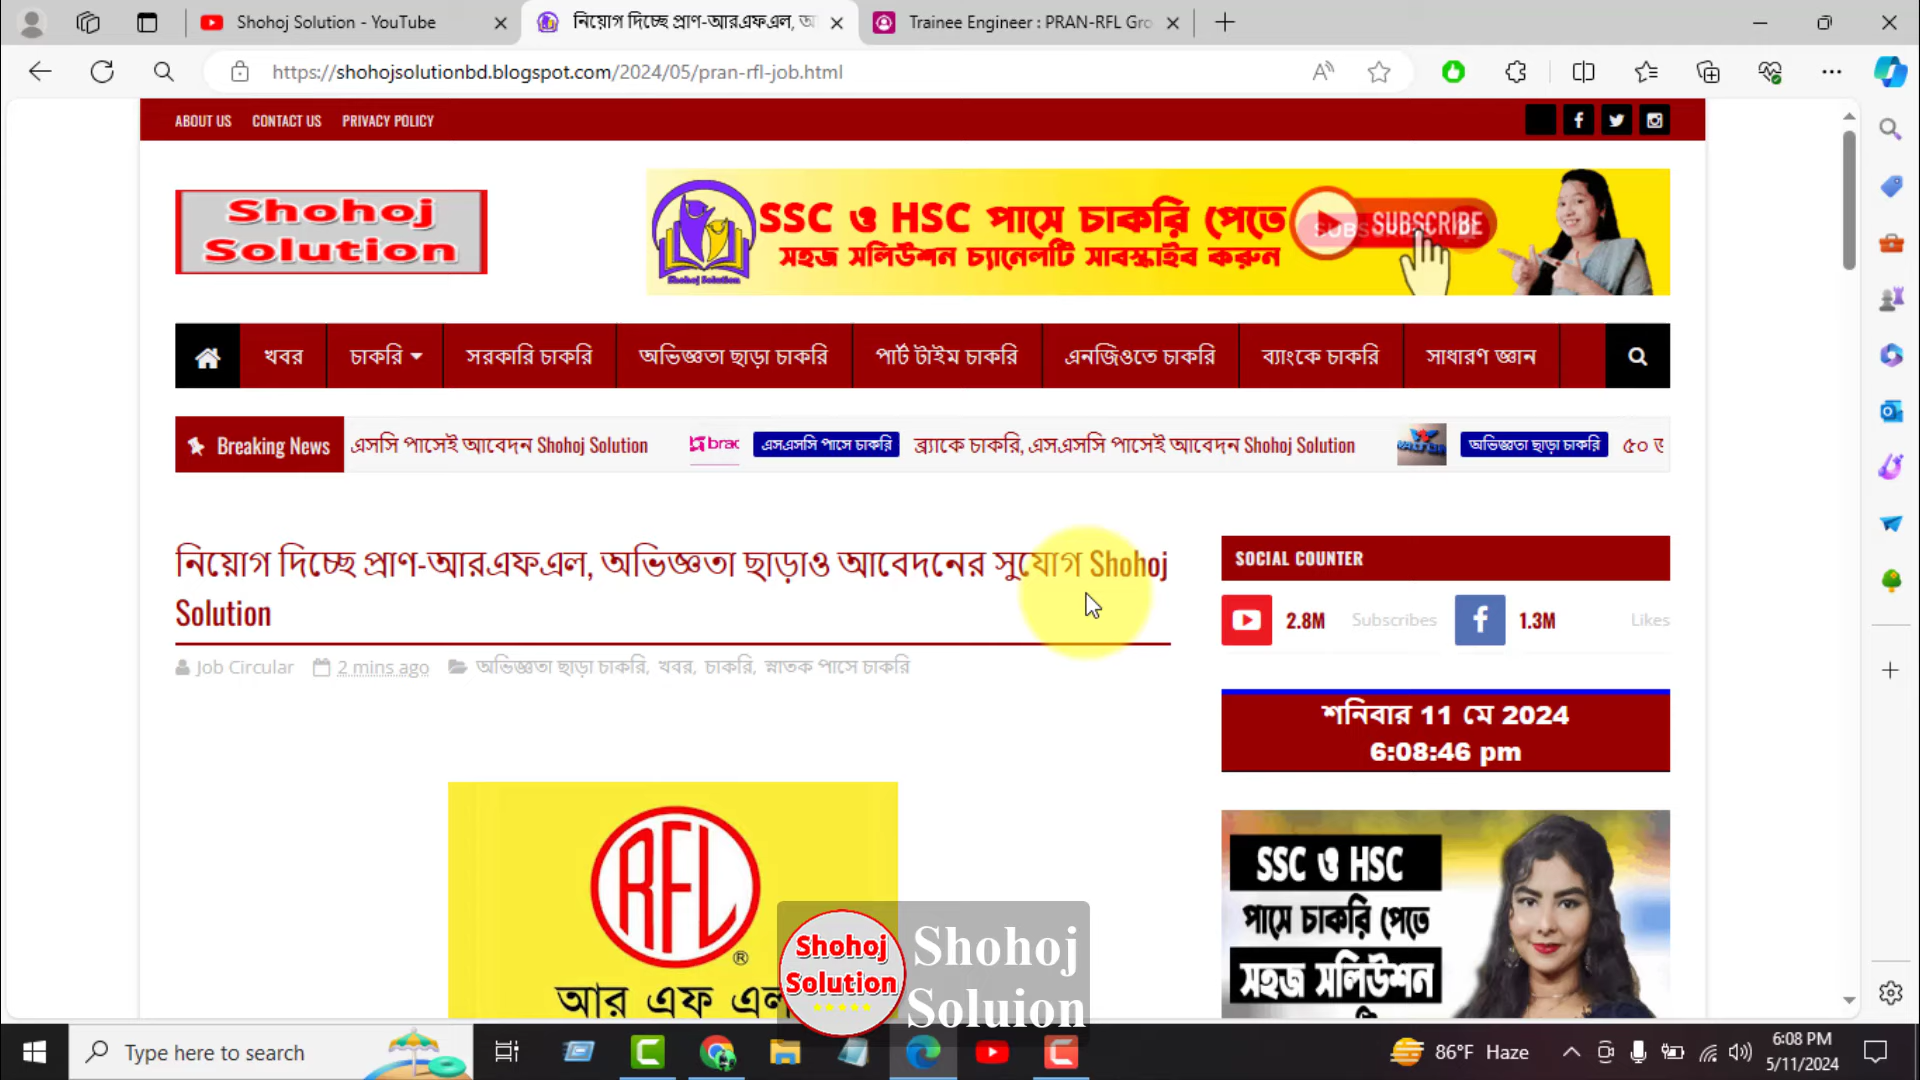 Shohoj Solution - YouTube
নিয়োগ দিচ্ছে প্রাণ-আরএফএল, অ
Trainee Engineer : PRAN-RFL Gro
https://shohojsolutionbd.blogspot.com/2024/05/pran-rfl-job.html
ABOUT US CONTACT US PRIVACY POLICY
Shohoj
Solution
SSC ও HSC পাসে চাকরি পেতে
সহজ সলিউশন চ্যানেলটি সাবস্ক্রাইব করুন
SUBSCRIBE
Shohoj Solution
খবর চাকরি সরকারি চাকরি অভিজ্ঞতা ছাড়া চাকরি পার্ট টাইম চাকরি এনজিওতে চাকরি ব্যাংকে চাকরি সাধারণ জ্ঞান
Breaking News এসসি পাসেই আবেদন Shohoj Solution brac এসএসসি পাসে চাকরি ব্র্যাকে চাকরি, এসএসসি পাসেই আবেদন Shohoj Solution অভিজ্ঞতা ছাড়া চাকরি ৫০
নিয়োগ দিচ্ছে প্রাণ-আরএফএল, অভিজ্ঞতা ছাড়াও আবেদনের সুযোগ Shohoj
Solution
Job Circular 2 mins ago অভিজ্ঞতা ছাড়া চাকরি, খবর, চাকরি, স্নাতক পাসে চাকরি
SOCIAL COUNTER
2.8M Subscribes 1.3M Likes
শনিবার 11 মে 2024
6:08:46 pm
RFL
®
আর এফ এল
SSC ও HSC
পাসে চাকরি পেতে
সহজ সলিউশন
Shohoj
Solution
Shohoj
Soluion
Type here to search
86°F Haze
6:08 PM
5/11/2024